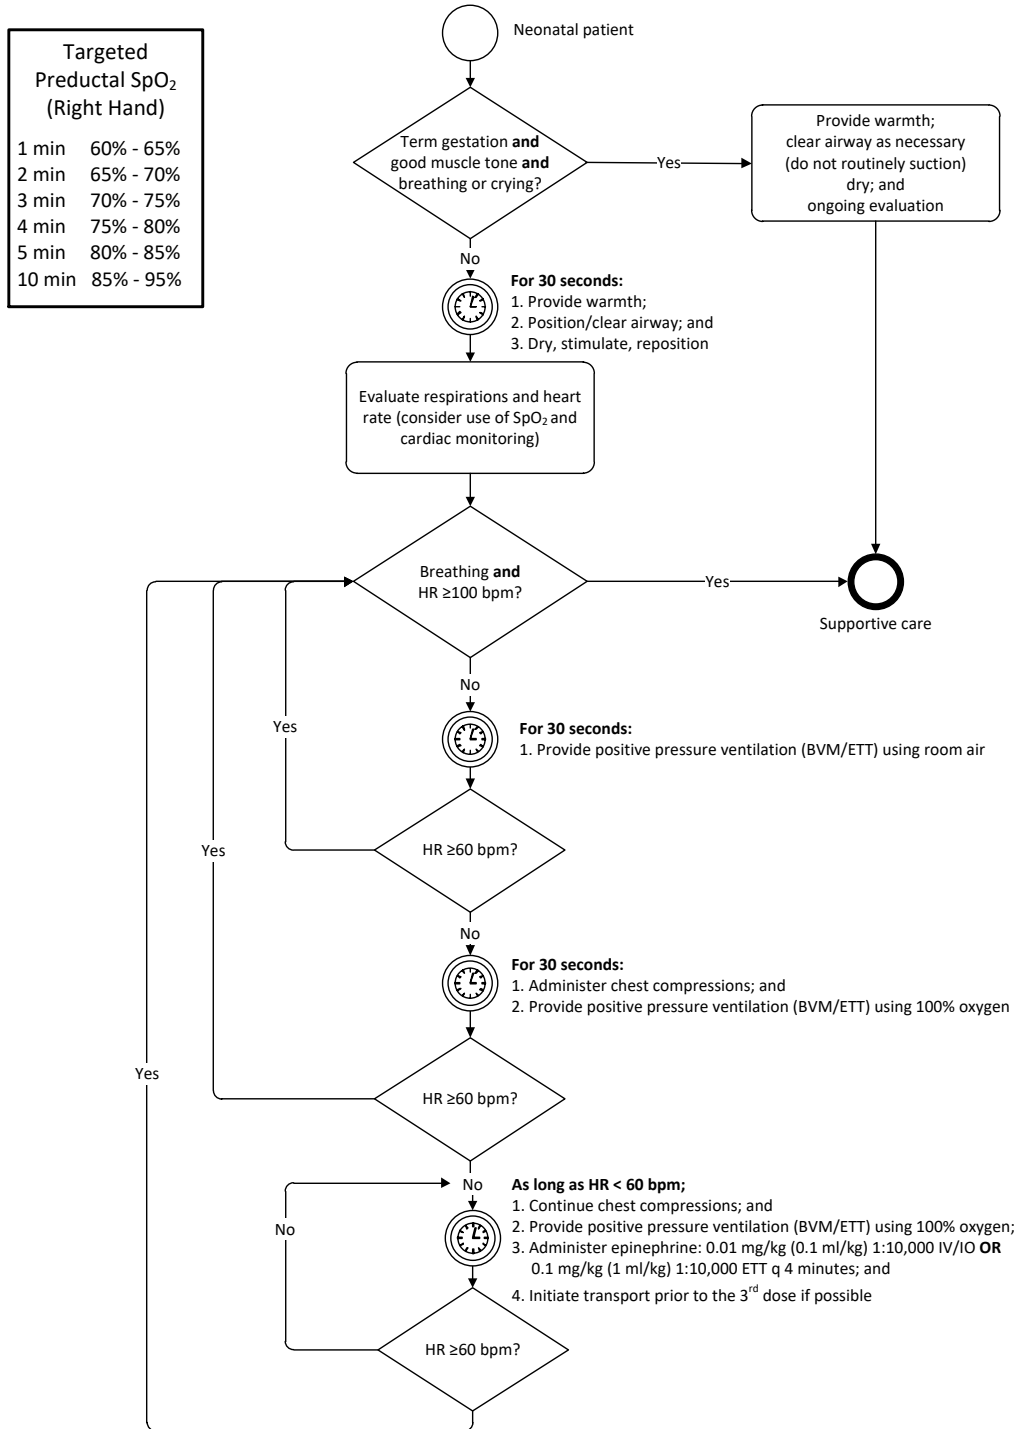 Targeted
Preductal SpO₂
(Right Hand)
1 min 60% - 65%
2 min 65% - 70%
3 min 70% - 75%
4 min 75% - 80%
5 min 80% - 85%
10 min 85% - 95%
Neonatal patient
Term gestation and
good muscle tone and
breathing or crying?
Yes
Provide warmth;
clear airway as necessary
(do not routinely suction)
dry; and
ongoing evaluation
No
For 30 seconds:
1. Provide warmth;
2. Position/clear airway; and
3. Dry, stimulate, reposition
Evaluate respirations and heart
rate (consider use of SpO₂ and
cardiac monitoring)
Breathing and
HR ≥100 bpm?
Yes
Supportive care
No
Yes
For 30 seconds:
1. Provide positive pressure ventilation (BVM/ETT) using room air
HR ≥60 bpm?
Yes
No
For 30 seconds:
1. Administer chest compressions; and
2. Provide positive pressure ventilation (BVM/ETT) using 100% oxygen
Yes
HR ≥60 bpm?
No
As long as HR < 60 bpm;
1. Continue chest compressions; and
2. Provide positive pressure ventilation (BVM/ETT) using 100% oxygen;
3. Administer epinephrine: 0.01 mg/kg (0.1 ml/kg) 1:10,000 IV/IO OR
0.1 mg/kg (1 ml/kg) 1:10,000 ETT q 4 minutes; and
4. Initiate transport prior to the 3rd dose if possible
No
HR ≥60 bpm?